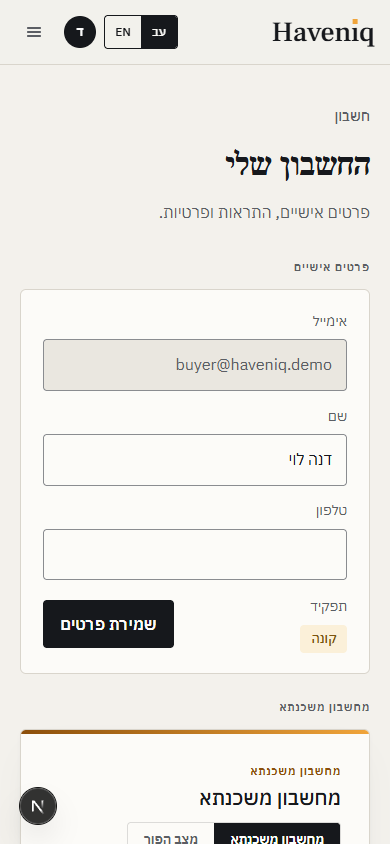 Haveniq
עב
EN
ד
חשבון
החשבון שלי
פרטים אישיים, התראות ופרטיות.
פרטים אישיים
אימייל
buyer@haveniq.demo
שם
דנה לוי
טלפון
תפקיד
קונה
שמירת פרטים
מחשבון משכנתא
מחשבון משכנתא
מחשבון משכנתא
מחשבון משכנתא
מצב הפוך
N